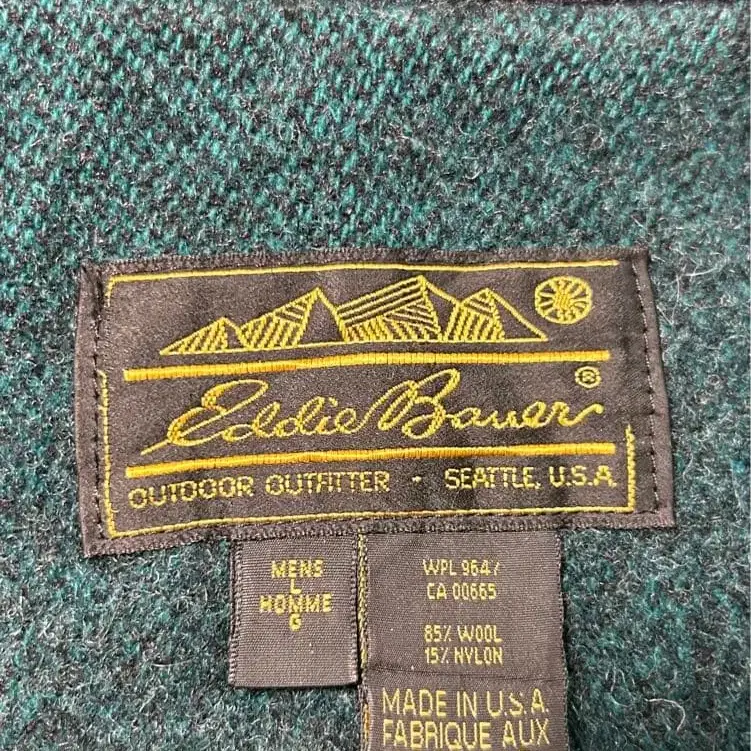 Eddie Bauer ®
OUTDOOR OUTFITTER · SEATTLE, U.S.A.
MENS
L
HOMME
G
WPL 9647
CA 00665
85% WOOL
15% NYLON
MADE IN U.S.A.
FABRIQUE AUX